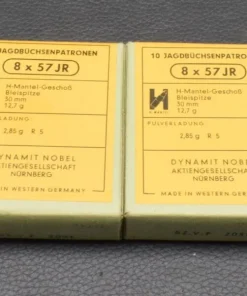 JAGDBÜCHSENPATRONEN
8 x 57 JR
H-Mantel-Geschoß
Bleispitze
30 mm
12,7 g
2,85 g R 5
DYNAMIT NOBEL
AKTIENGESELLSCHAFT
NÜRNBERG
MADE IN WESTERN GERMANY
10 JAGDBÜCHSENPATRONEN
8 x 57 JR
H
H-Mantel-Geschoß
Bleispitze
30 mm
12,7 g
PULVERLADUNG
2,85 g R 5
DYNAMIT NOBEL
AKTIENGESELLSCHAFT
NÜRNBERG
MADE IN WESTERN GERMANY